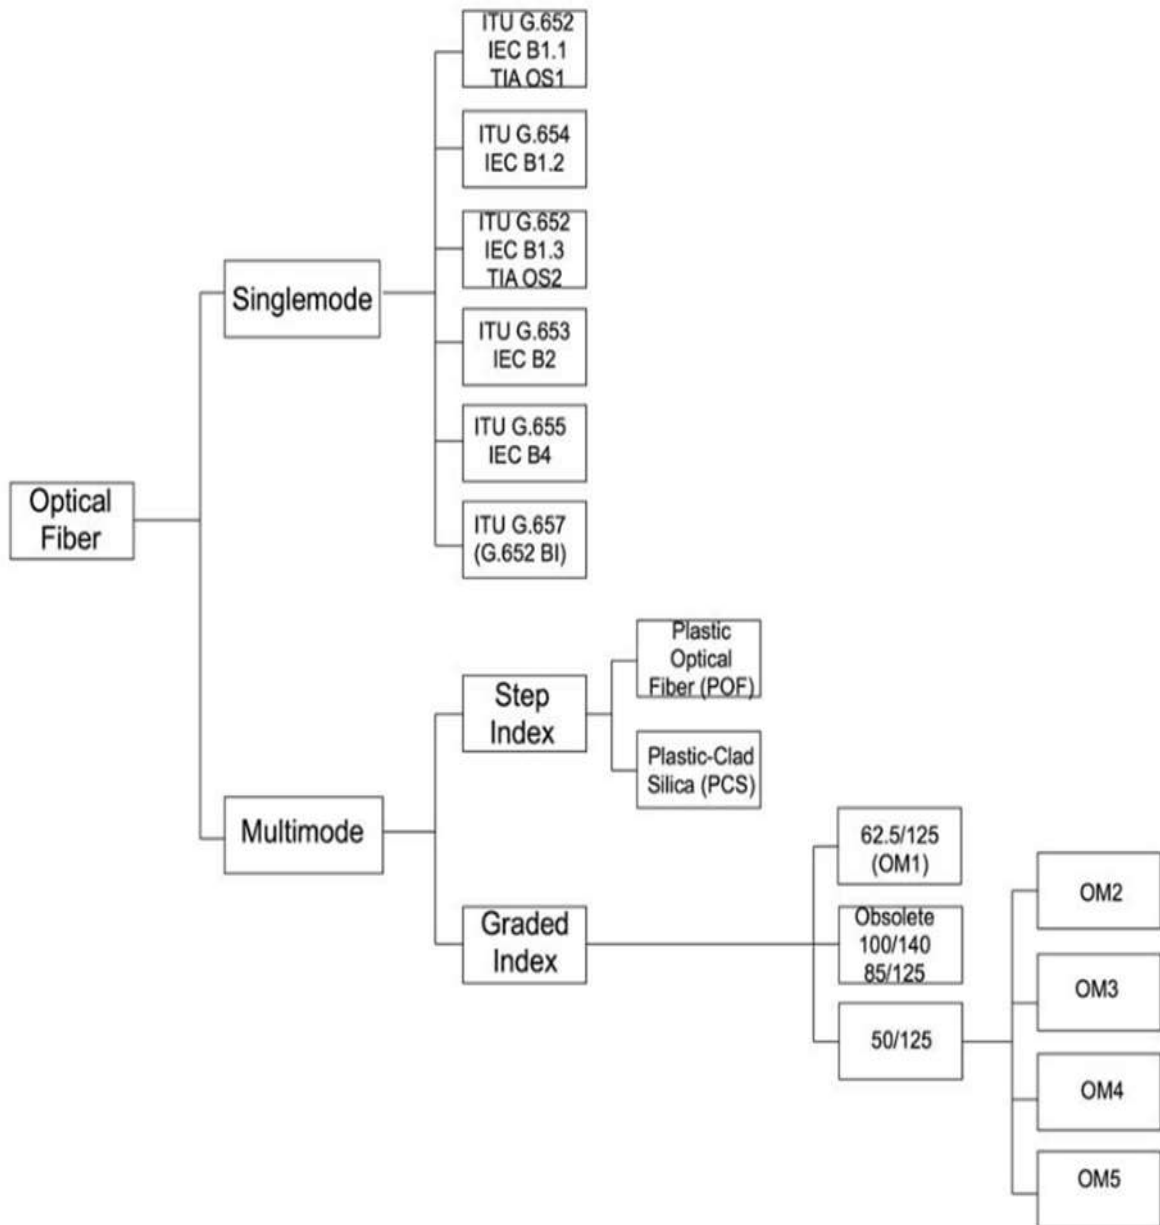 ITU G.652
IEC B1.1
TIA OS1
ITU G.654
IEC B1.2
ITU G.652
IEC B1.3
TIA OS2
Singlemode
ITU G.653
IEC B2
ITU G.655
IEC B4
Optical
Fiber
ITU G.657
(G.652 BI)
Plastic
Optical
Fiber (POF)
Step
Index
Plastic-Clad
Silica (PCS)
Multimode
62.5/125
(OM1)
OM2
Graded
Index
Obsolete
100/140
85/125
OM3
50/125
OM4
OM5